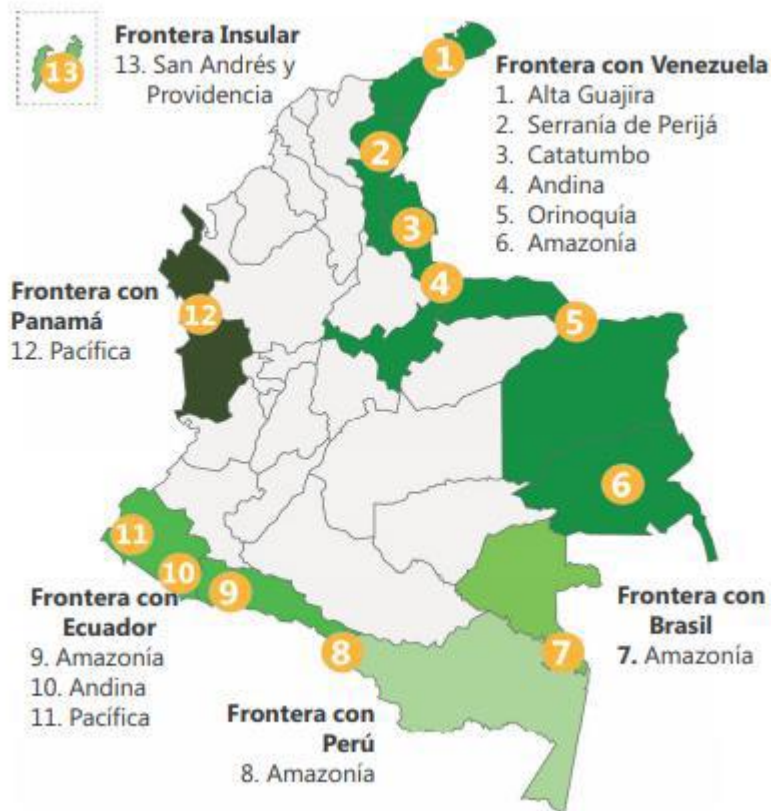 Frontera Insular
13. San Andrés y
Providencia
13
Frontera con Venezuela
1. Alta Guajira
2. Serranía de Perijá
3. Catatumbo
4. Andina
5. Orinoquía
6. Amazonía
1
2
3
4
5
6
Frontera con
Panamá
12. Pacífica
12
11
10
9
8
7
Frontera con
Ecuador
9. Amazonía
10. Andina
11. Pacífica
Frontera con
Perú
8. Amazonía
Frontera con
Brasil
7. Amazonía